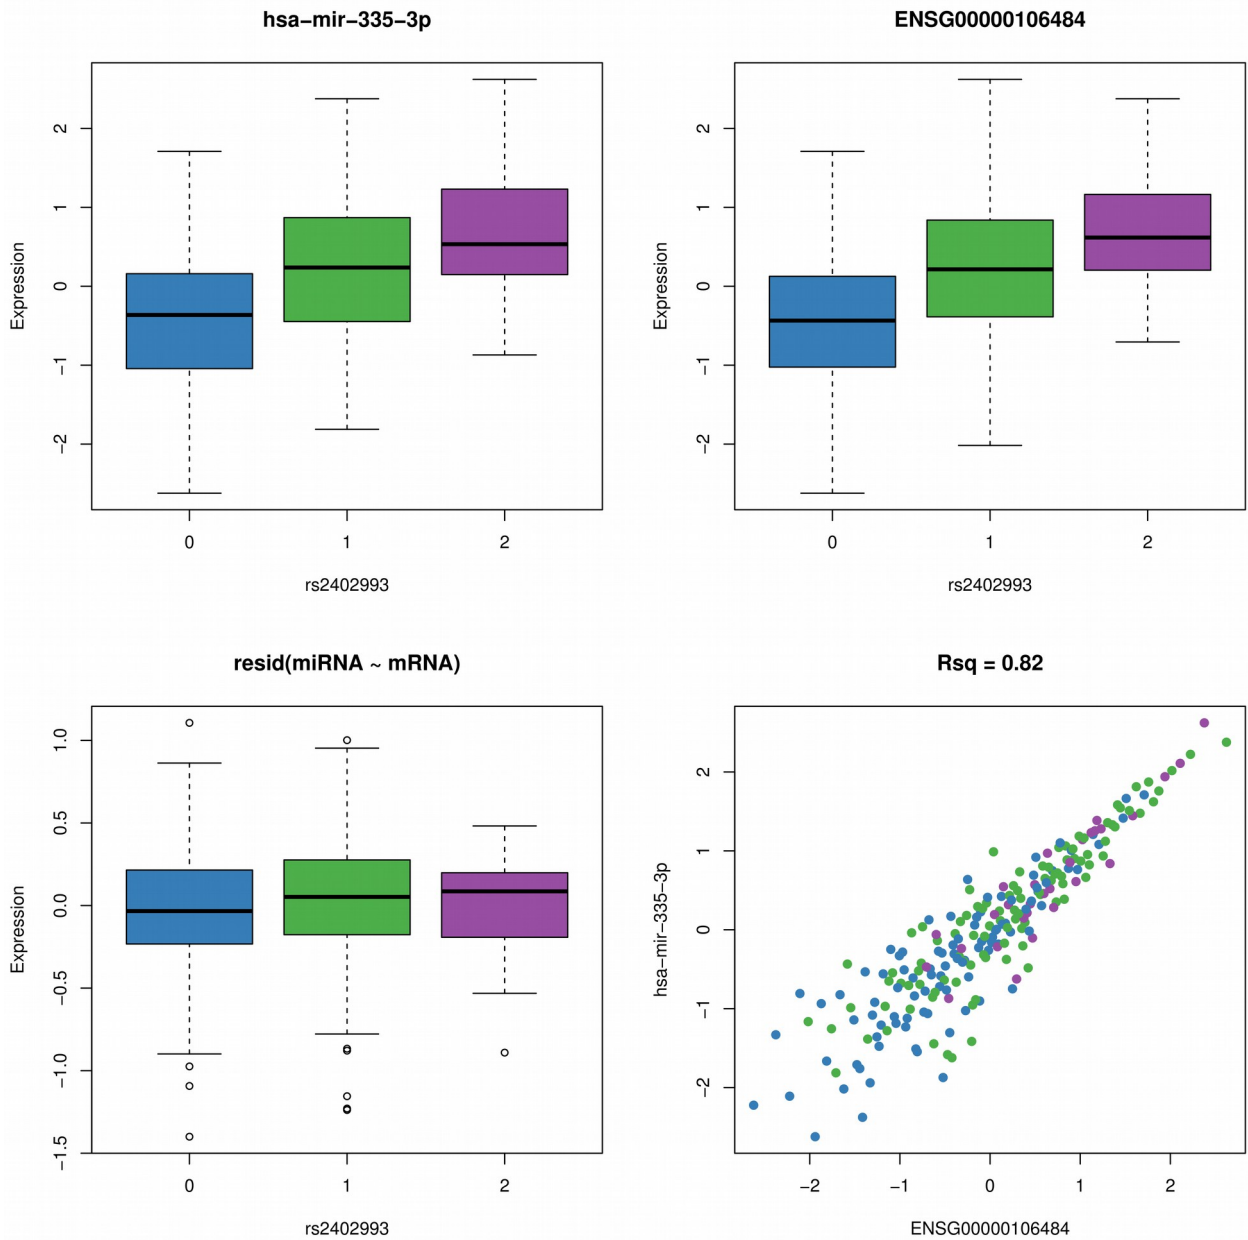 hsa−mir−335−3p
Expression
2
1
0
−1
−2
0 1 2
rs2402993
ENSG00000106484
Expression
2
1
0
−1
−2
0 1 2
rs2402993
resid(miRNA ~ mRNA)
Expression
1.0
0.5
0.0
−0.5
−1.0
−1.5
0 1 2
rs2402993
Rsq = 0.82
hsa−mir−335−3p
2
1
0
−1
−2
−2 −1 0 1 2
ENSG00000106484